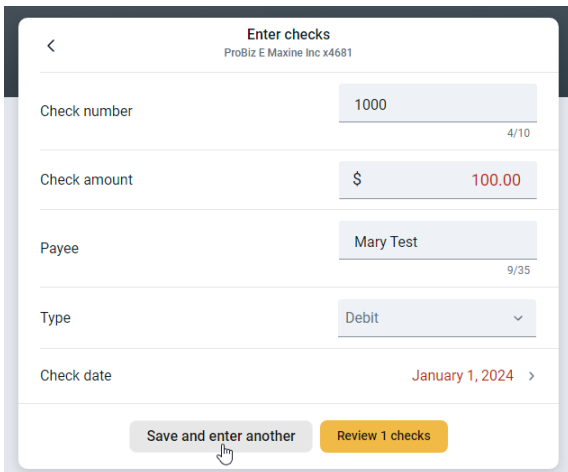 Enter checks
ProBiz E Maxine Inc x4681
Check number
1000
4/10
Check amount
$ 100.00
Payee
Mary Test
9/35
Type
Debit
Check date
January 1, 2024
Save and enter another
Review 1 checks